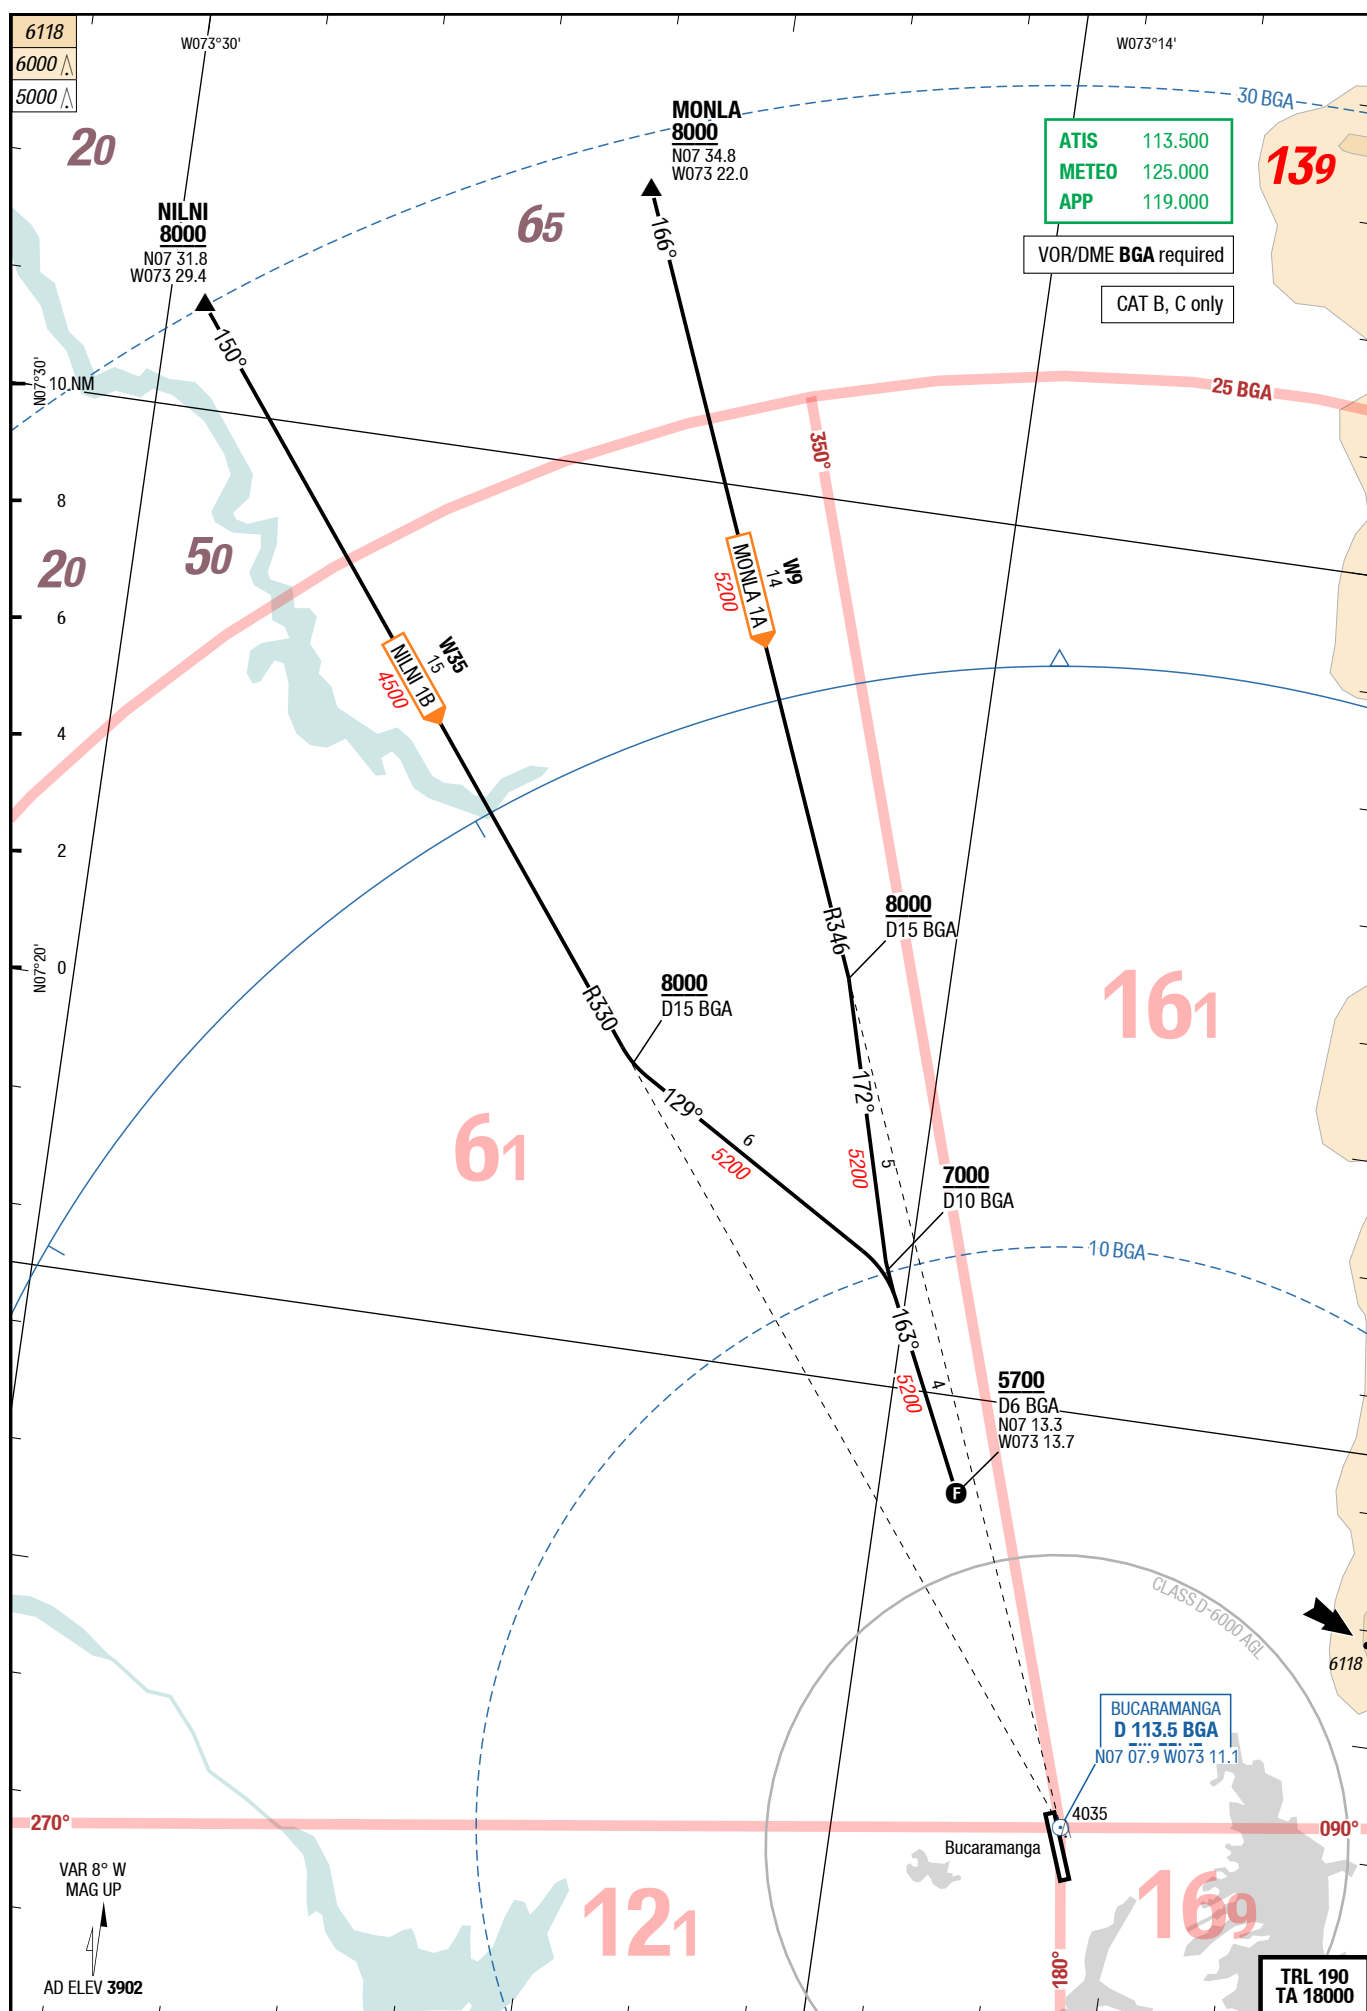 6118
6000
5000
W073°30'
W073°14'
30 BGA
20
MONLA
8000
N07 34.8
W073 22.0
ATIS 113.500
METEO 125.000
APP 119.000
139
VOR/DME BGA required
CAT B, C only
65
NILNI
8000
N07 31.8
W073 29.4
166°
150°
N07°30'
10 NM
25 BGA
350°
8
20
50
W9
14
MONLA 1A
5200
6
W35
15
NILNI 1B
4500
4
2
8000
D15 BGA
R346
N07°20'
0
8000
D15 BGA
R330
161
172°
129°
6
5200
61
5
5200
7000
D10 BGA
10 BGA
163°
4
5200
5700
D6 BGA
N07 13.3
W073 13.7
F
CLASS D-6000 AGL
6118
BUCARAMANGA
D 113.5 BGA
N07 07.9 W073 11.1
270°
4035
090°
Bucaramanga
VAR 8° W
MAG UP
121
169
180°
AD ELEV 3902
TRL 190
TA 18000